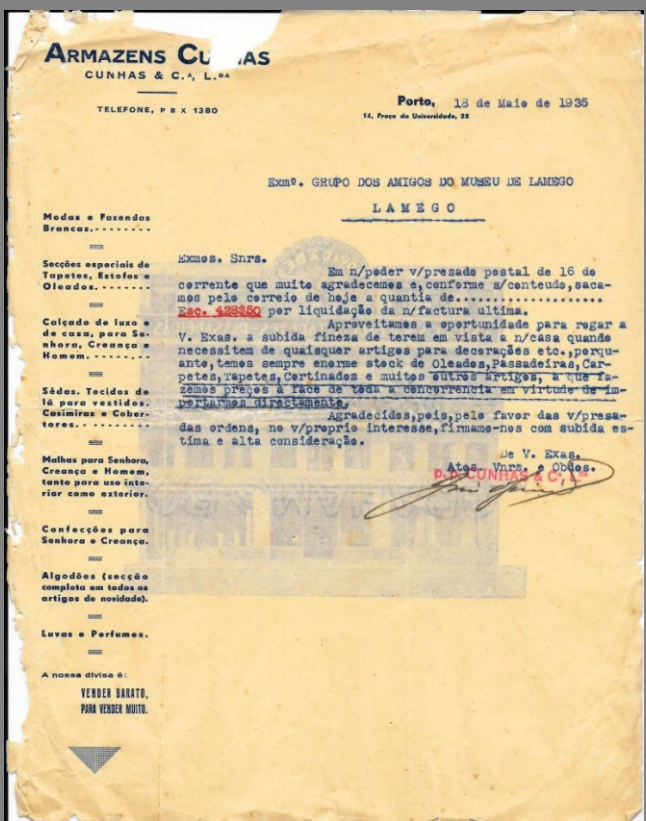 ARMAZENS CU AS
CUNHAS & C.ᴬ, L.ᴰᴬ
TELEFONE, P B X 1380
Porto, 18 de Maio de 1935
14, Praça da Universidade, 22
Exmº. GRUPO DOS AMIGOS DO MUSEU DE LAMEGO
L A M E G O
Modas e Fazendas
Brancas.- - - - - - - -
Secções especiais de
Tapetes, Estofos e
Oleados.- - - - - - - -
Calçado de luxo e
de casa, para Se-
nhora, Creança e
Homem.- - - - - - - -
Sêdas. Tecidos de
lã para vestidos.
Casimiras e Cober-
tores.- - - - - - - -
Malhas para Senhora,
Creança e Homem,
tanto para uso inte-
rior como exterior.
Confecções para
Senhora e Creança.
Algodões (secção
completa em todos os
artigos de novidade).
Luvas e Perfumes.
A nossa divisa é:
VENDER BARATO,
PARA VENDER MUITO.
Exmos. Snrs.
Em n/poder v/presado postal de 16 do
corrente que muito agradecemos e,conforme s/conteudo,saca-
mos pelo correio de hoje a quantia de...................
Esc. 428$50 por liquidação da n/factura ultima.
Aproveitamos a oportunidade para rogar a
V. Exas. a subida fineza de terem em vista a n/casa quando
necessitem de quaisquer artigos para decorações etc.,porqu-
anto,temos sempre enorme stock de Oleados,Passadeiras,Car-
petes,Tapetes,Cortinados e muitos outros artigos, a que fa-
zemos preços a face de toda a concorrencia em virtude de im-
portarmos directamente.
Agradecidos,pois,pelo favor das v/presa-
das ordens, no v/proprio interesse,firmamo-nos com subida es-
tima e alta consideração.
De V. Exas.
Atos. Vnrs. e Obdos.
p.p. CUNHAS & C.ᴬ, L.ᴰᴬ